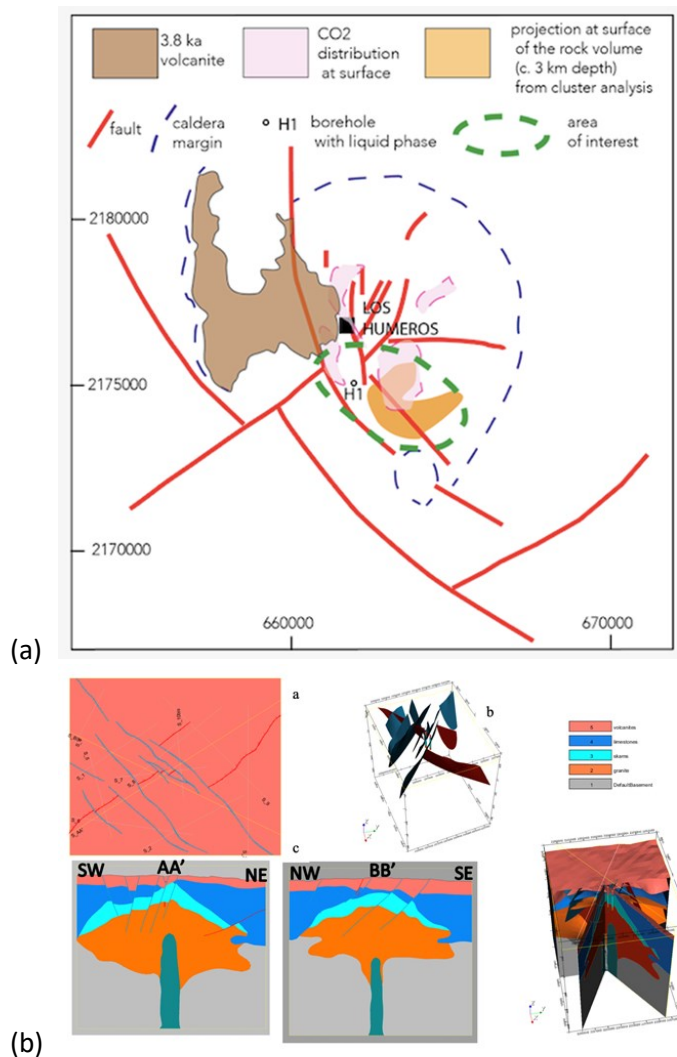 3.8 ka
volcanite
CO2
distribution
at surface
projection at surface
of the rock volume
(c. 3 km depth)
from cluster analysis
fault
caldera
margin
H1
borehole
with liquid phase
area
of interest
2180000
LOS
HUMEROS
2175000
H1
2170000
660000
670000
(a)
a
b
5 volcanites
4 limestones
3 skarns
2 granite
1 DefaultBasement
c
SW AA’ NE
NW BB’ SE
(b)